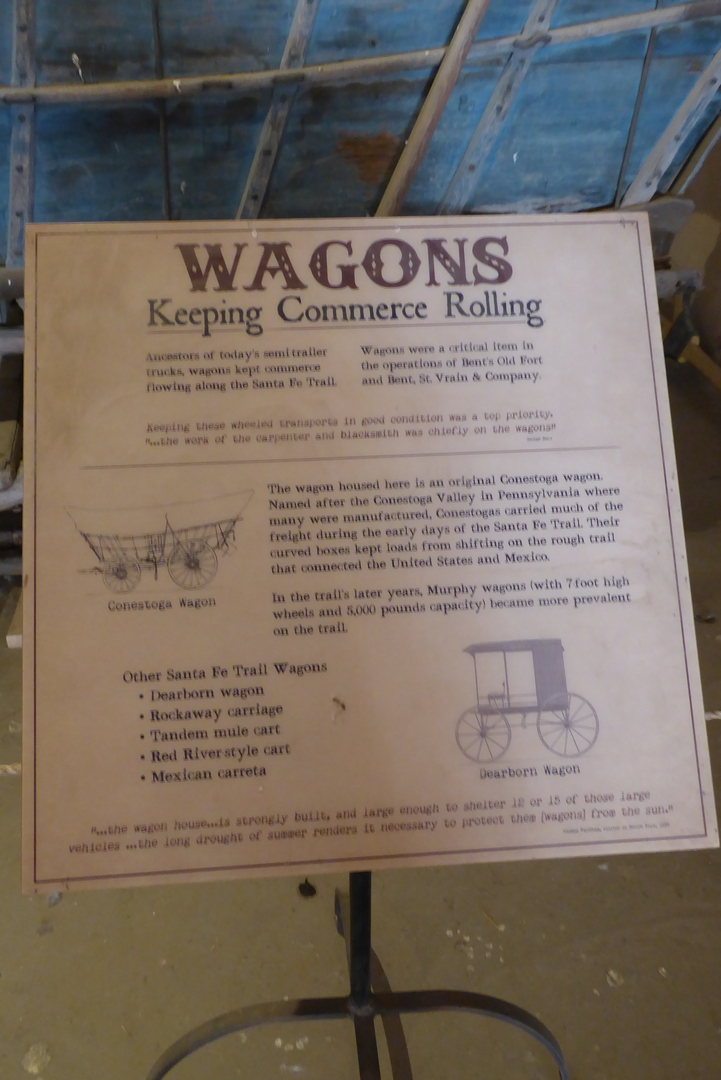 WAGONS
Keeping Commerce Rolling
Ancestors of today's semitrailer
trucks, wagons kept commerce
flowing along the Santa Fe Trail.
Wagons were a critical item in
the operations of Bent's Old Fort
and Bent, St. Vrain & Company.
Keeping these wheeled transports in good condition was a top priority.
"...the work of the carpenter and blacksmith was chiefly on the wagons"
The wagon housed here is an original Conestoga wagon.
Named after the Conestoga Valley in Pennsylvania where
many were manufactured, Conestogas carried much of the
freight during the early days of the Santa Fe Trail. Their
curved boxes kept loads from shifting on the rough trail
that connected the United States and Mexico.
Conestoga Wagon
In the trail's later years, Murphy wagons (with 7 foot high
wheels and 5,000 pounds capacity) became more prevalent
on the trail.
Other Santa Fe Trail Wagons
• Dearborn wagon
• Rockaway carriage
• Tandem mule cart
• Red River style cart
• Mexican carreta
Dearborn Wagon
"...the wagon house...is strongly built, and large enough to shelter 12 or 15 of those large
vehicles ...the long drought of summer renders it necessary to protect them [wagons] from the sun."